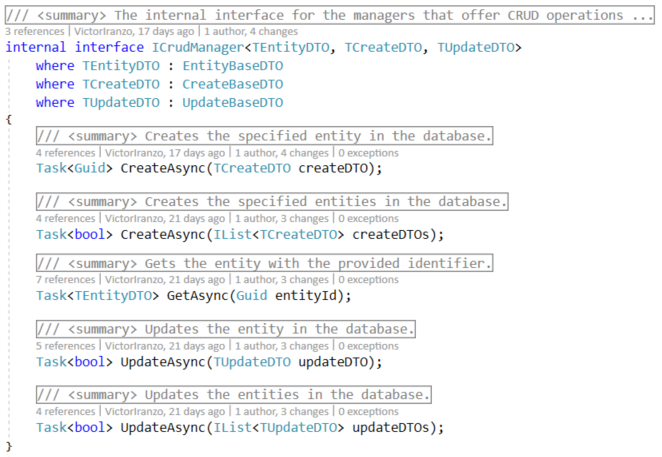 /// <summary> The internal interface for the managers that offer CRUD operations ...
3 references | VictorIranzo, 17 days ago | 1 author, 4 changes
internal interface ICrudManager<TEntityDTO, TCreateDTO, TUpdateDTO>
    where TEntityDTO : EntityBaseDTO
    where TCreateDTO : CreateBaseDTO
    where TUpdateDTO : UpdateBaseDTO
{
    /// <summary> Creates the specified entity in the database.
    4 references | VictorIranzo, 17 days ago | 1 author, 4 changes | 0 exceptions
    Task<Guid> CreateAsync(TCreateDTO createDTO);
    /// <summary> Creates the specified entities in the database.
    4 references | VictorIranzo, 21 days ago | 1 author, 3 changes | 0 exceptions
    Task<bool> CreateAsync(IList<TCreateDTO> createDTOs);
    /// <summary> Gets the entity with the provided identifier.
    7 references | VictorIranzo, 21 days ago | 1 author, 3 changes | 0 exceptions
    Task<TEntityDTO> GetAsync(Guid entityId);
    /// <summary> Updates the entity in the database.
    5 references | VictorIranzo, 21 days ago | 1 author, 3 changes | 0 exceptions
    Task<bool> UpdateAsync(TUpdateDTO updateDTO);
    /// <summary> Updates the entities in the database.
    4 references | VictorIranzo, 21 days ago | 1 author, 3 changes | 0 exceptions
    Task<bool> UpdateAsync(IList<TUpdateDTO> updateDTOs);
}